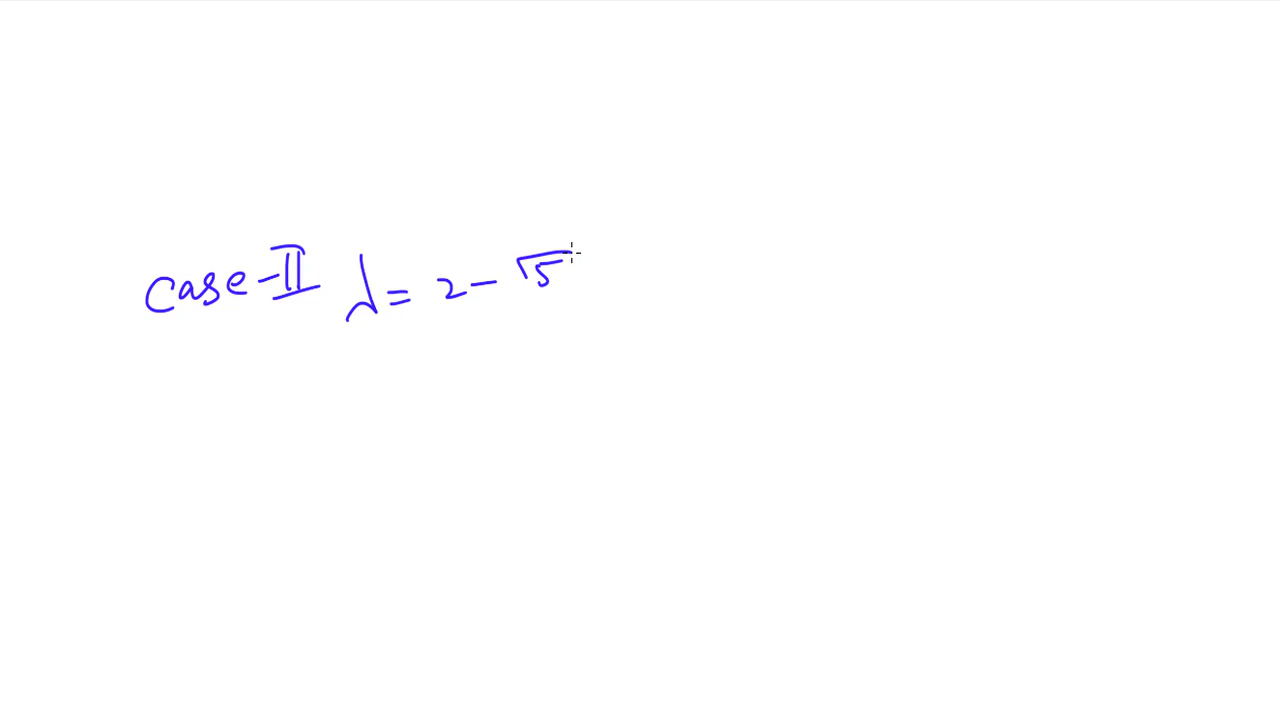 Case-II λ = 2 - √5